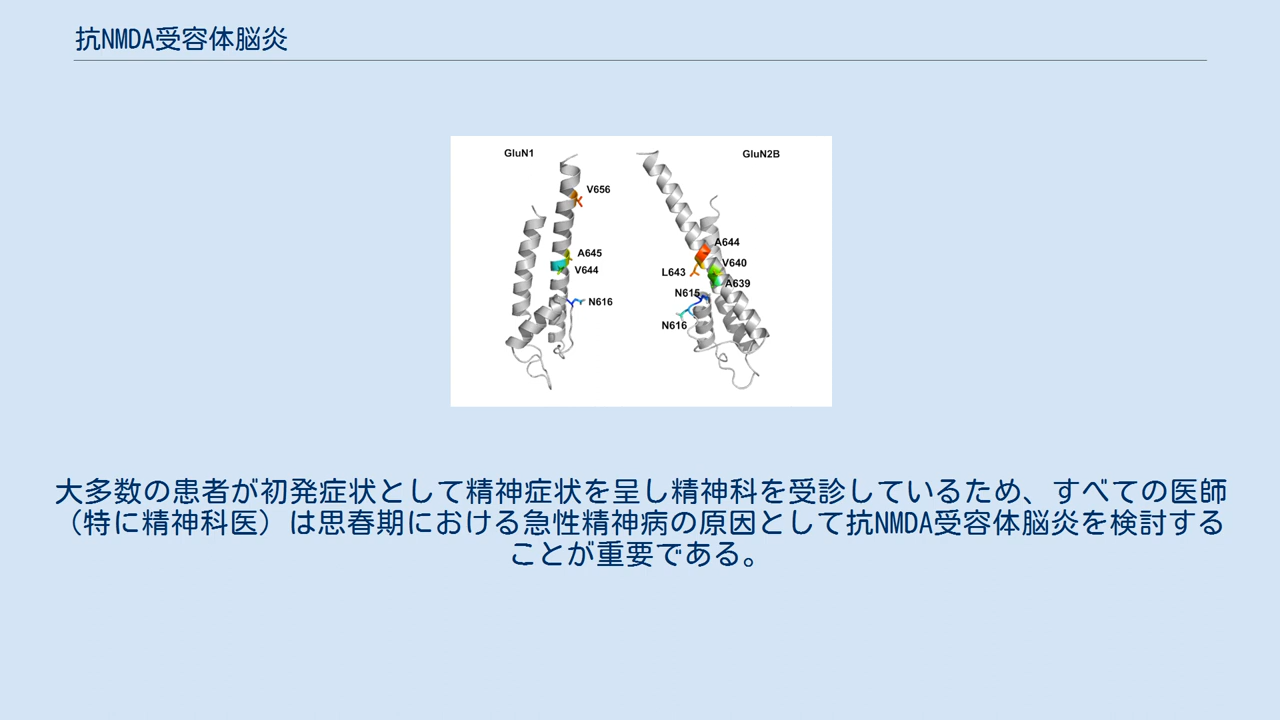 抗NMDA受容体脳炎
GluN1
GluN2B
V656
A645
V644
N616
A644
V640
L643
A639
N615
N616
大多数の患者が初発症状として精神症状を呈し精神科を受診しているため、すべての医師
（特に精神科医）は思春期における急性精神病の原因として抗NMDA受容体脳炎を検討する
ことが重要である。